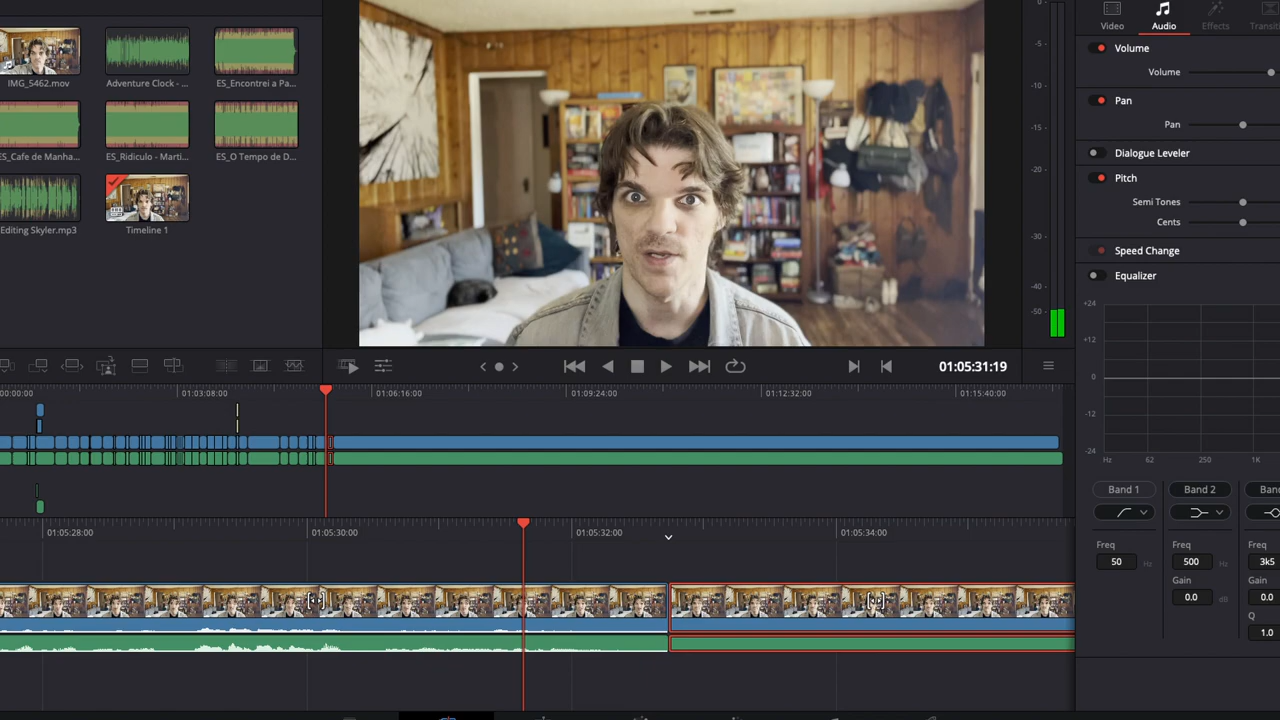 Video
Audio
Effects
Transiti
IMG_5462.mov
Adventure Clock - ...
ES_Encontrei a Pa...
ES_Cafe de Manha...
ES_Ridiculo - Marti...
ES_O Tempo de D...
Editing Skyler.mp3
Timeline 1
0
-5
-10
-15
-20
-30
-40
-50
Volume
Volume
Pan
Pan
Dialogue Leveler
Pitch
Semi Tones
Cents
Speed Change
Equalizer
+24
+12
0
-12
-24
Hz
62
250
1K
01:05:31:19
00:00:00
01:03:08:00
01:06:16:00
01:09:24:00
01:12:32:00
01:15:40:00
01:05:28:00
01:05:30:00
01:05:32:00
01:05:34:00
Band 1
Band 2
Band
Freq
50
Hz
Freq
500
Hz
Gain
0.0
dB
Freq
3k5
Gain
0.0
Q
1.0